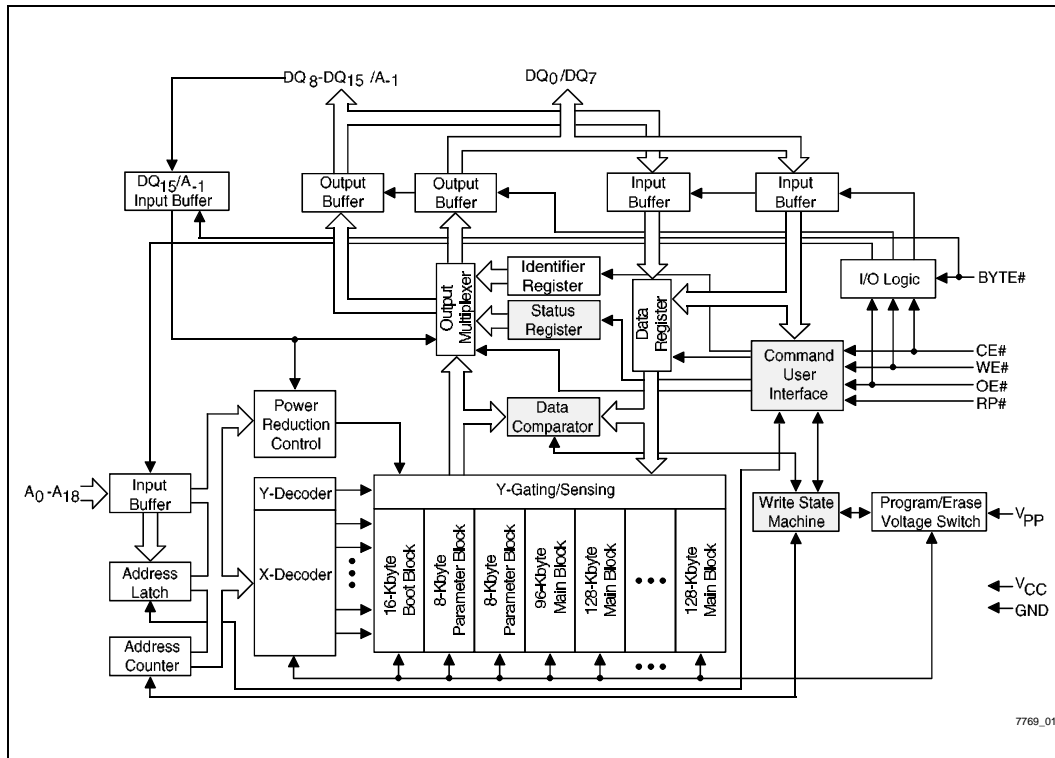 DQ8-DQ15 /A-1
DQ0/DQ7
DQ15/A-1
Input Buffer
Output
Buffer
Output
Buffer
Input
Buffer
Input
Buffer
I/O Logic
BYTE#
Output
Multiplexer
Identifier
Register
Status
Register
Data
Register
Command
User
Interface
CE#
WE#
OE#
RP#
Power
Reduction
Control
Data
Comparator
A0-A18
Input
Buffer
Y-Decoder
Y-Gating/Sensing
Write State
Machine
Program/Erase
Voltage Switch
VPP
Address
Latch
X-Decoder
16-Kbyte
Boot Block
8-Kbyte
Parameter Block
8-Kbyte
Parameter Block
96-Kbyte
Main Block
128-Kbyte
Main Block
128-Kbyte
Main Block
VCC
GND
Address
Counter
7769_01